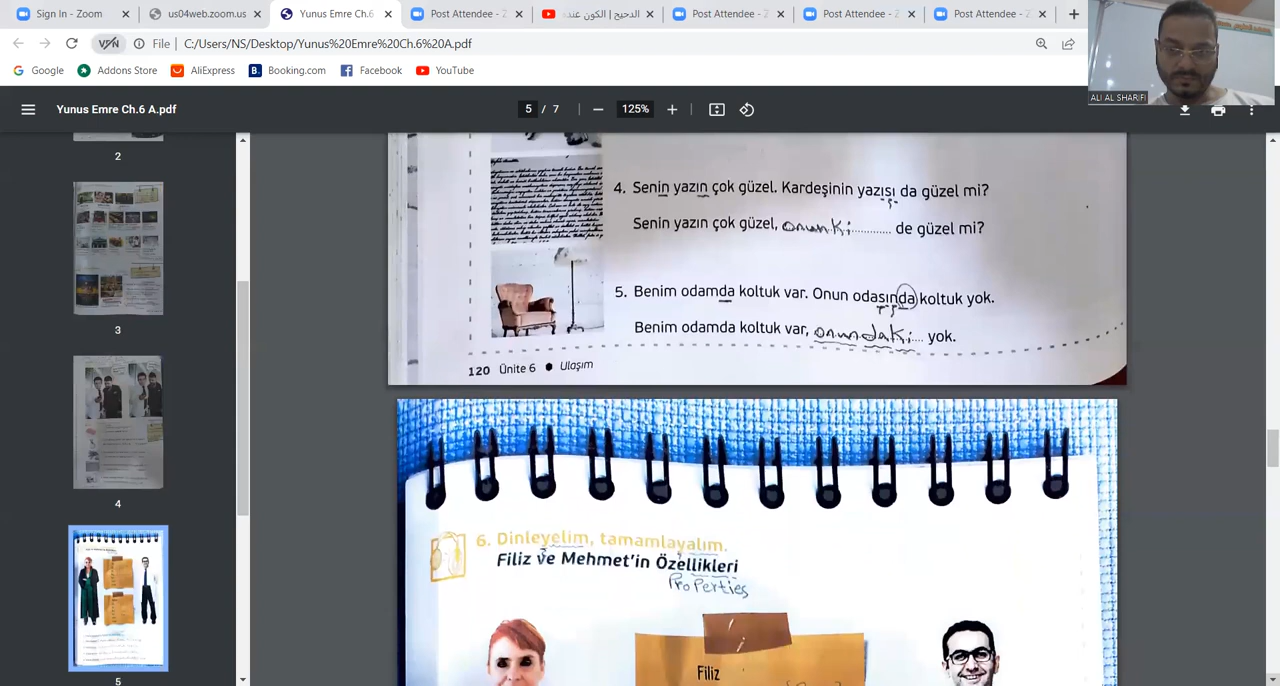 Sign In - Zoom
us04web.zoom.us
Yunus Emre Ch.6
Post Attendee - Z
الدحيح | الكون عنده
Post Attendee - Z
Post Attendee - Z
Post Attendee - Z
VPN
File
C:/Users/NS/Desktop/Yunus%20Emre%20Ch.6%20A.pdf
Google
Addons Store
AliExpress
B. Booking.com
Facebook
YouTube
ALI AL SHARIFI
Yunus Emre Ch.6 A.pdf
5 / 7
125%
2
3
4
5
4. Senin yazın çok güzel. Kardeşinin yazısı da güzel mi?
Senin yazın çok güzel, onunki............ de güzel mi?
5. Benim odamda koltuk var. Onun odasında koltuk yok.
Benim odamda koltuk var, onundaki.... yok.
120 Ünite 6 ● Ulaşım
6. Dinleyelim, tamamlayalım.
Filiz ve Mehmet'in Özellikleri
Properties
Filiz